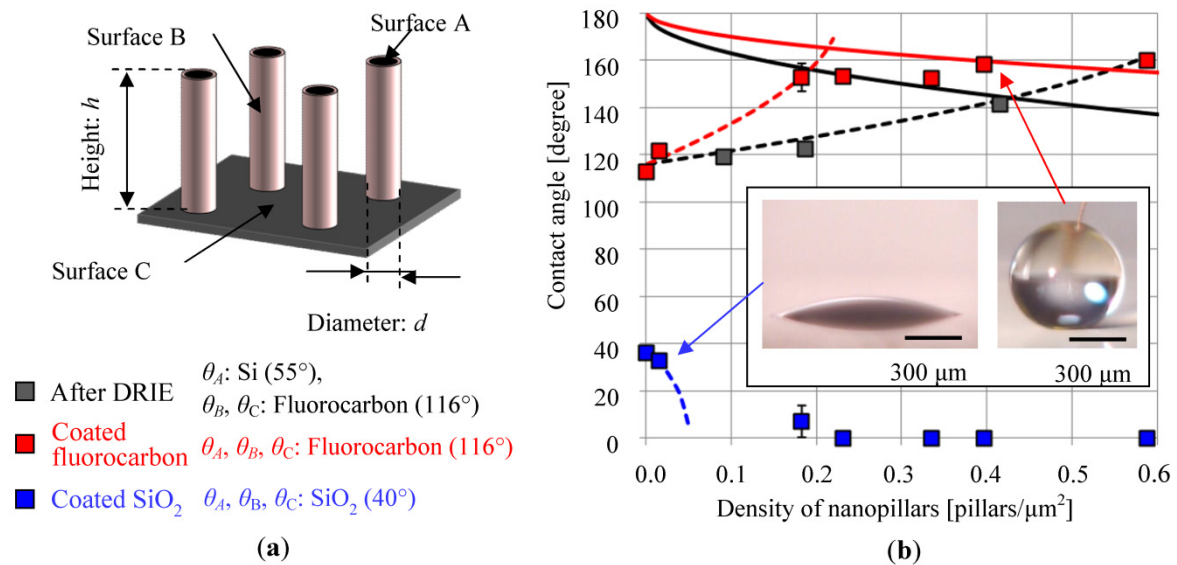 Surface B
Surface A
Height: h
Surface C
Diameter: d
After DRIE
θA: Si (55°),
θB, θC: Fluorocarbon (116°)
Coated
fluorocarbon
θA, θB, θC: Fluorocarbon (116°)
Coated SiO2
θA, θB, θC: SiO2 (40°)
(a)
Contact angle [degree]
180
160
140
120
100
80
60
40
20
0
300 μm
300 μm
0.0
0.1
0.2
0.3
0.4
0.5
0.6
Density of nanopillars [pillars/μm²]
(b)